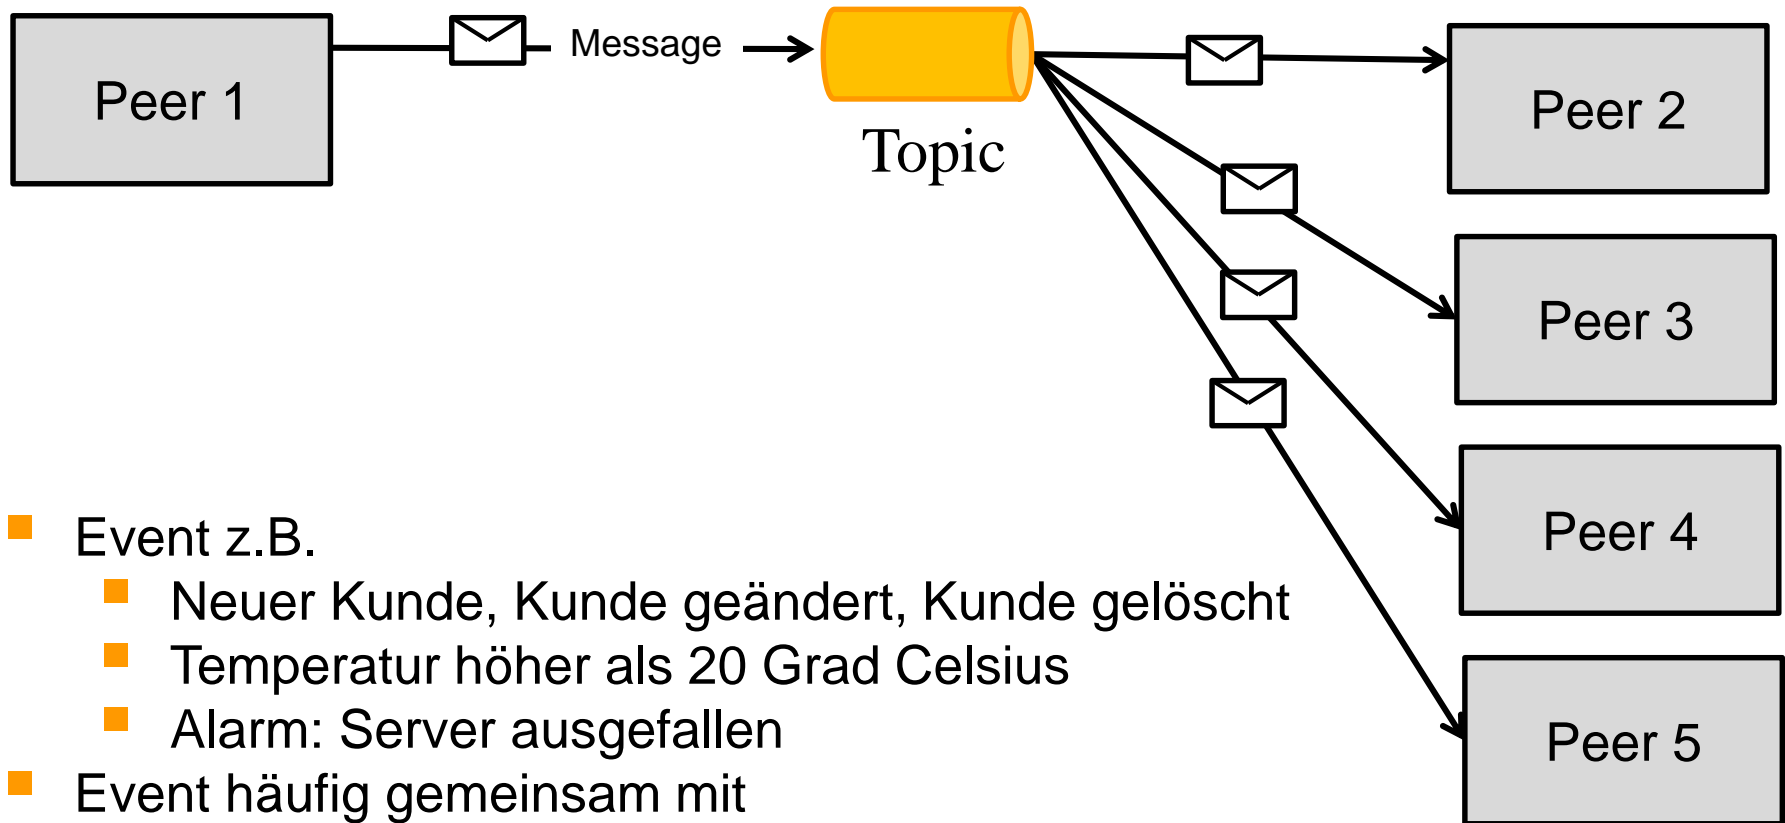 Peer 1
Message
Topic
Peer 2
Peer 3
Peer 4
Peer 5
Event z.B.
Neuer Kunde, Kunde geändert, Kunde gelöscht
Temperatur höher als 20 Grad Celsius
Alarm: Server ausgefallen
Event häufig gemeinsam mit